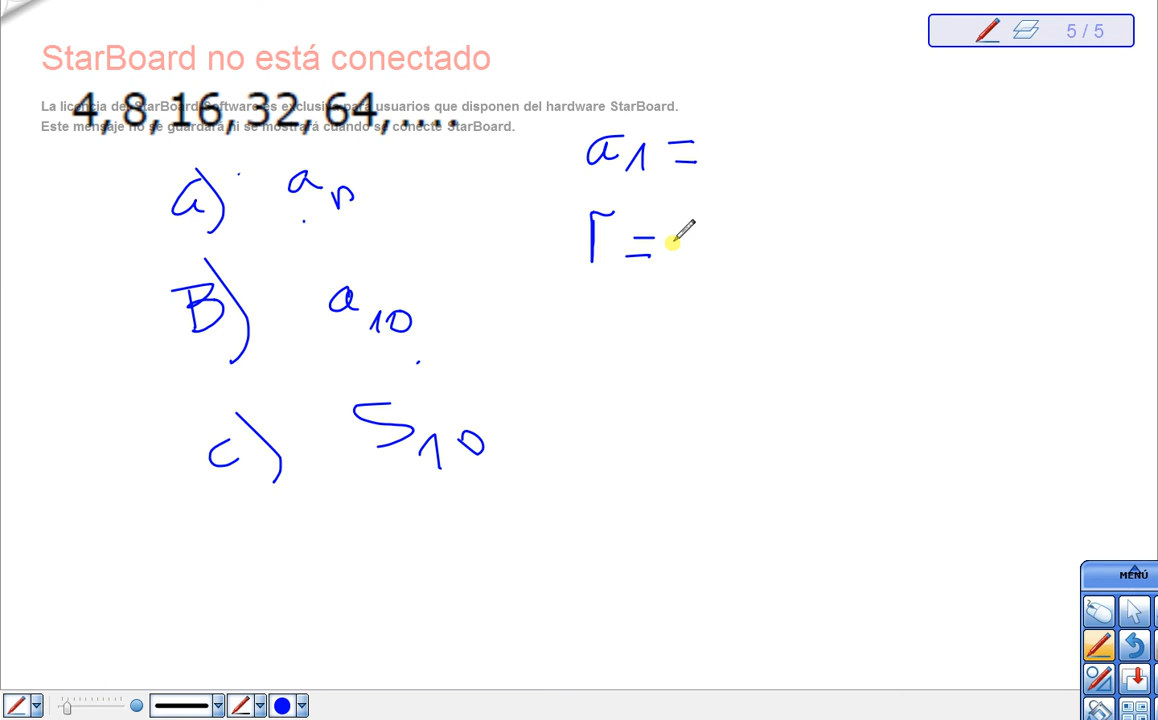 5 / 5
StarBoard no está conectado
La licencia del StarBoard Software es exclusiva para usuarios que disponen del hardware StarBoard.
4,8,16,32,64,....
Este mensaje no se guardará ni se mostrará cuando se conecte StarBoard.
a1 =
a) an
r =
B) a10
c) S10
MENÚ